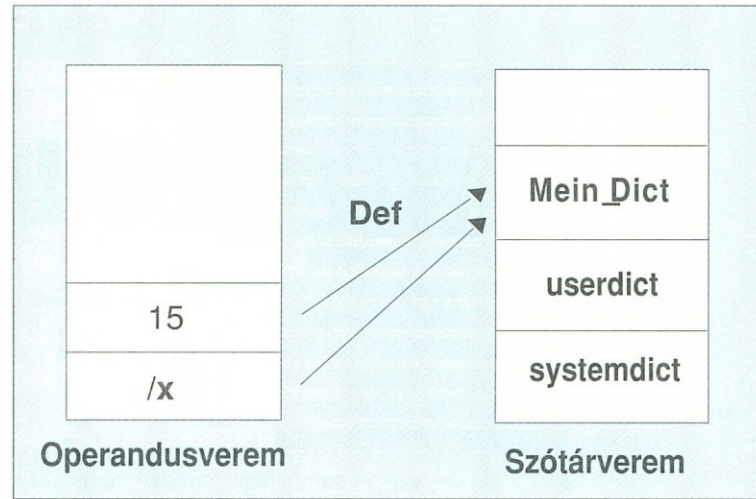 Def
15
/x
Operandusverem
Mein_Dict
userdict
systemdict
Szótárverem